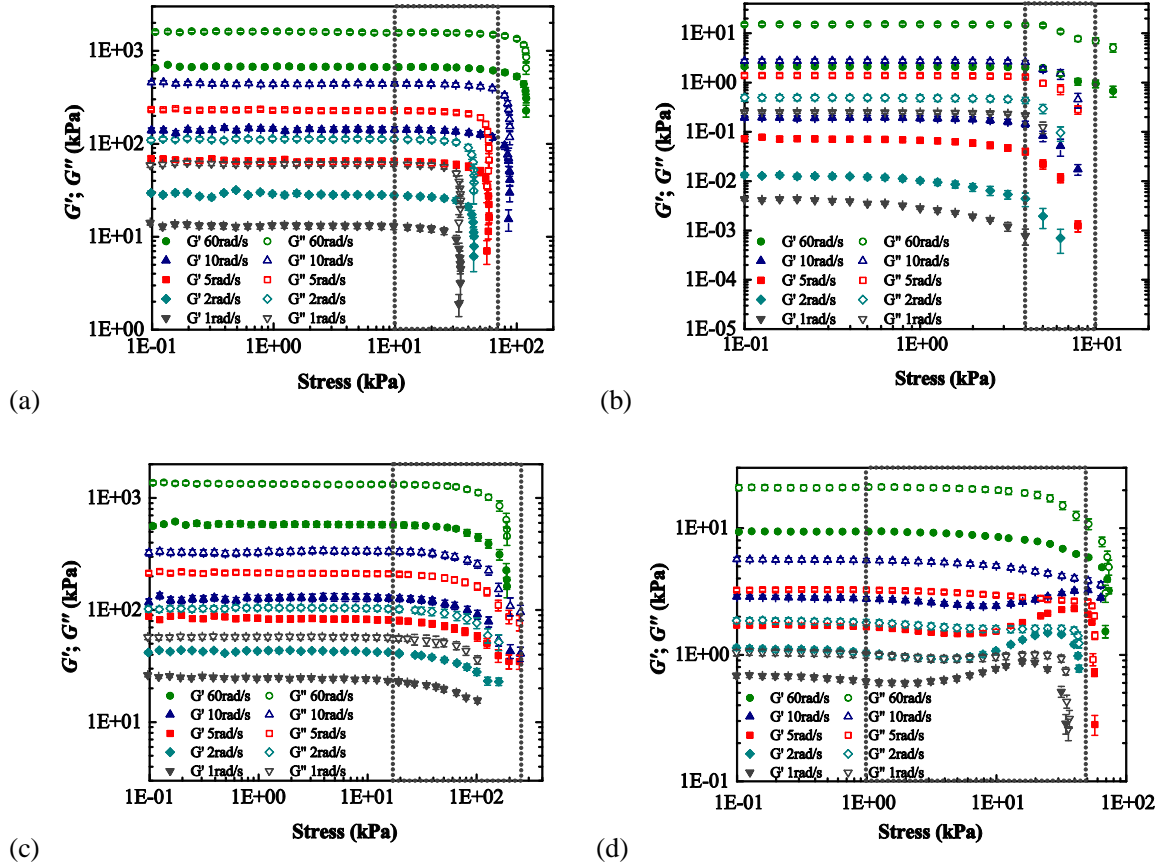 1E+03
1E+02
1E+01
1E+00
G'; G'' (kPa)
G' 60rad/s G'' 60rad/s
G' 10rad/s G'' 10rad/s
G' 5rad/s G'' 5rad/s
G' 2rad/s G'' 2rad/s
G' 1rad/s G'' 1rad/s
1E-01 1E+00 1E+01 1E+02
Stress (kPa)
(a)
1E+01
1E+00
1E-01
1E-02
1E-03
1E-04
1E-05
G'; G'' (kPa)
G' 60rad/s G'' 60rad/s
G' 10rad/s G'' 10rad/s
G' 5rad/s G'' 5rad/s
G' 2rad/s G'' 2rad/s
G' 1rad/s G'' 1rad/s
1E-01 1E+00 1E+01
Stress (kPa)
(b)
1E+03
1E+02
1E+01
G'; G'' (kPa)
G' 60rad/s G'' 60rad/s
G' 10rad/s G'' 10rad/s
G' 5rad/s G'' 5rad/s
G' 2rad/s G'' 2rad/s
G' 1rad/s G'' 1rad/s
1E-01 1E+00 1E+01 1E+02
Stress (kPa)
(c)
1E+01
1E+00
1E-01
G'; G'' (kPa)
G' 60rad/s G'' 60rad/s
G' 10rad/s G'' 10rad/s
G' 5rad/s G'' 5rad/s
G' 2rad/s G'' 2rad/s
G' 1rad/s G'' 1rad/s
1E-01 1E+00 1E+01 1E+02
Stress (kPa)
(d)